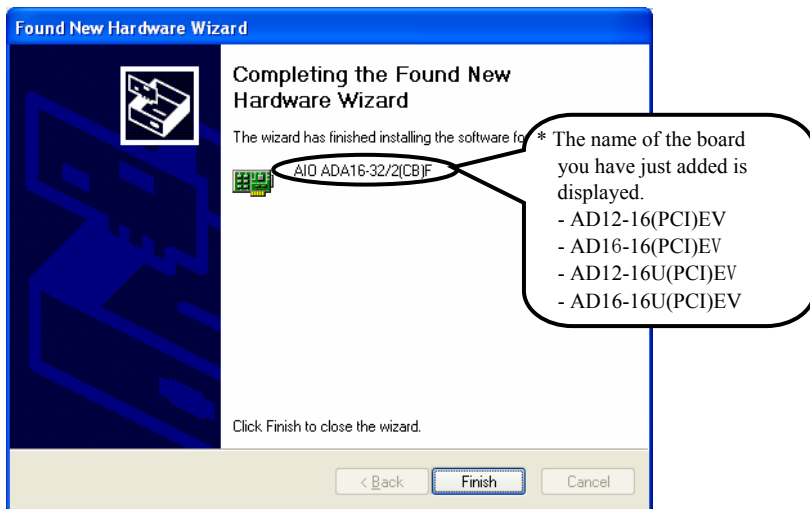 Found New Hardware Wizard
Completing the Found New
Hardware Wizard
The wizard has finished installing the software fo
AIO ADA16-32/2(CB)F
* The name of the board
you have just added is
displayed.
- AD12-16(PCI)EV
- AD16-16(PCI)EV
- AD12-16U(PCI)EV
- AD16-16U(PCI)EV
Click Finish to close the wizard.
< Back
Finish
Cancel